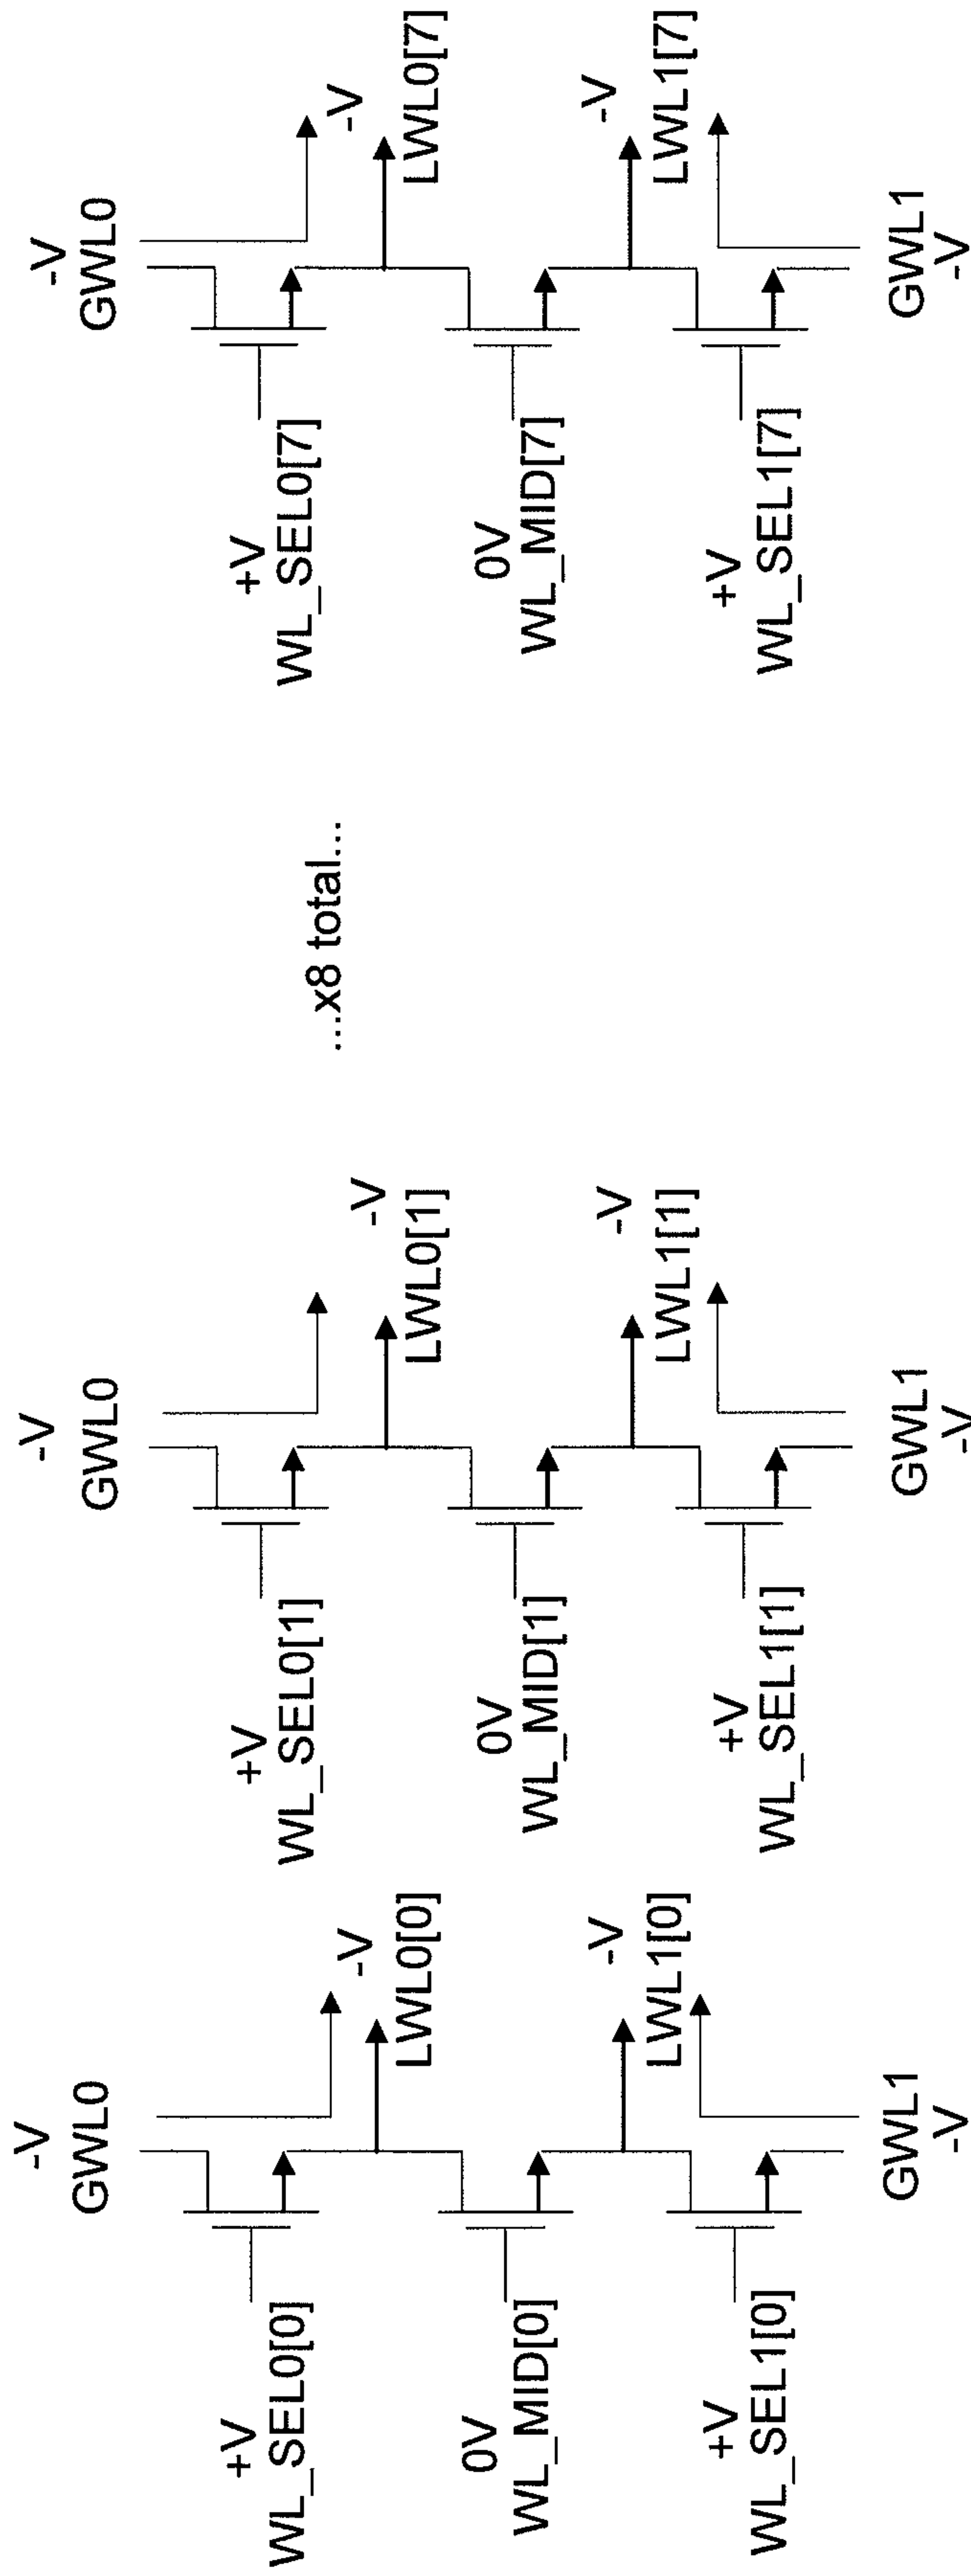 -V
GWL0
+V
WL_SEL0[0]
-V
LWL0[0]
0V
WL_MID[0]
-V
LWL1[0]
+V
WL_SEL1[0]
GWL1
-V
-V
GWL0
+V
WL_SEL0[1]
-V
LWL0[1]
0V
WL_MID[1]
-V
LWL1[1]
+V
WL_SEL1[1]
GWL1
-V
...x8 total...
-V
GWL0
+V
WL_SEL0[7]
-V
LWL0[7]
0V
WL_MID[7]
-V
LWL1[7]
+V
WL_SEL1[7]
GWL1
-V